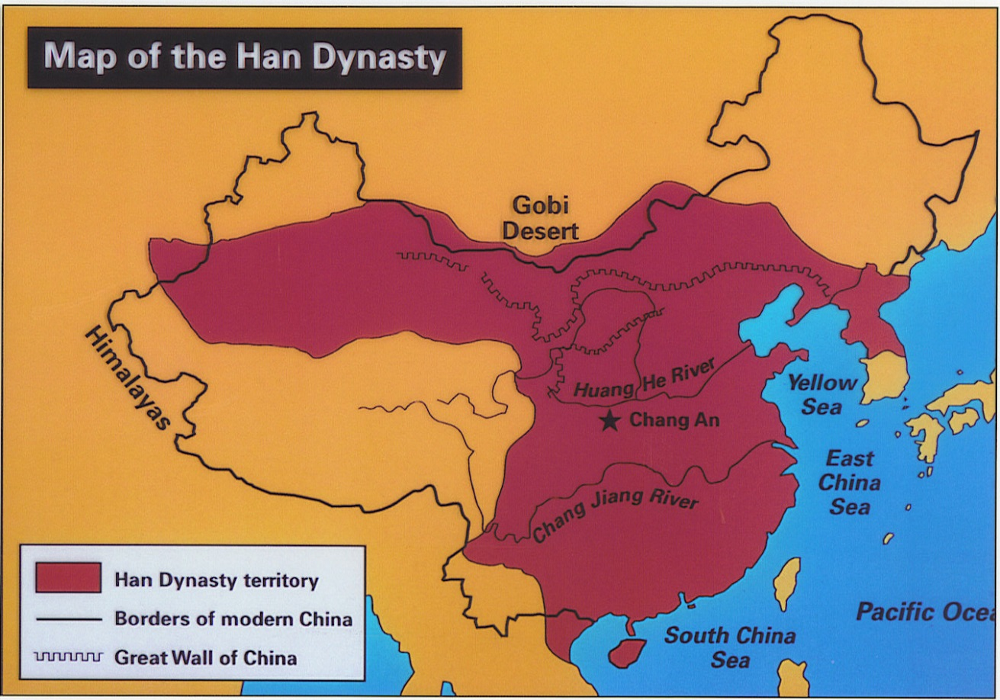 Map of the Han Dynasty
Gobi
Desert
Himalayas
Huang He River
Yellow
Sea
Chang An
East
China
Sea
Chang Jiang River
Han Dynasty territory
Borders of modern China
Great Wall of China
Pacific Ocea
South China
Sea